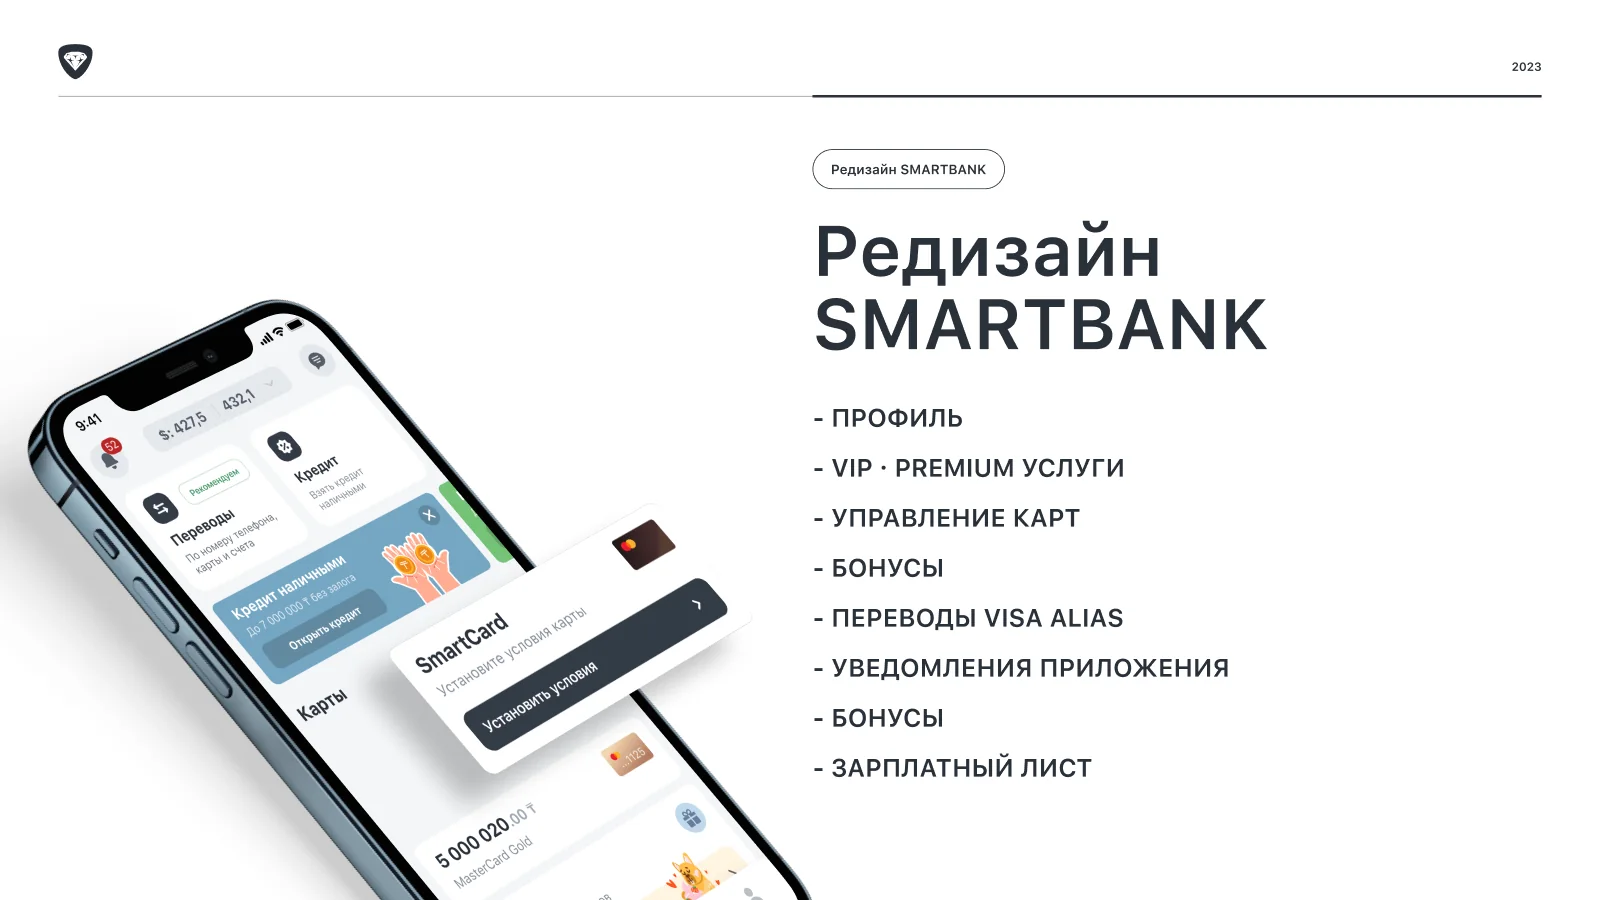 2023
Редизайн SMARTBANK
Редизайн
SMARTBANK
- ПРОФИЛЬ
- VIP · PREMIUM УСЛУГИ
- УПРАВЛЕНИЕ КАРТ
- БОНУСЫ
- ПЕРЕВОДЫ VISA ALIAS
- УВЕДОМЛЕНИЯ ПРИЛОЖЕНИЯ
- БОНУСЫ
- ЗАРПЛАТНЫЙ ЛИСТ
9:41
52
$: 427,5 432,1
Рекомендуем
Переводы
По номеру телефона,
карты и счета
Кредит
Взять кредит
наличными
Кредит наличными
До 7 000 000 ₸ без залога
Открыть кредит
Карты
SmartCard
Установите условия карты
Установить условия
5 000 020.00 ₸
MasterCard Gold
...1125